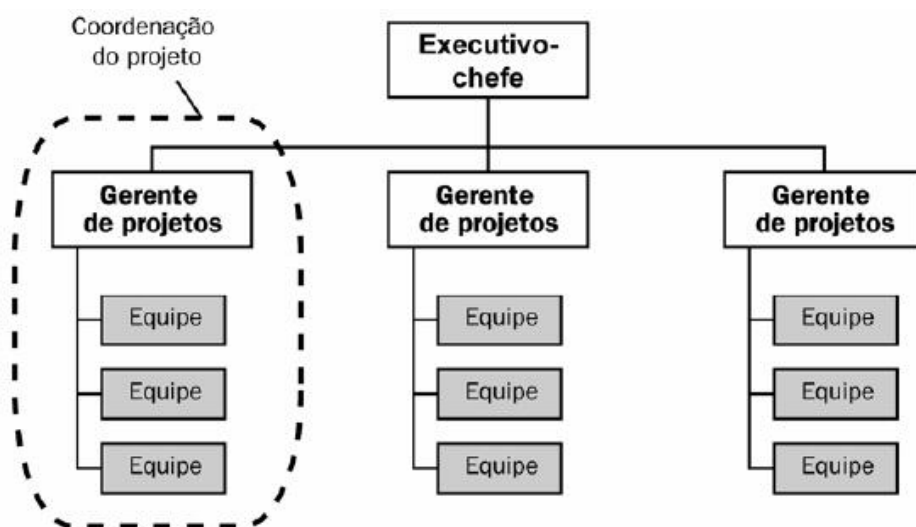 Coordenação
do projeto
Executivo-
chefe
Gerente
de projetos
Gerente
de projetos
Gerente
de projetos
Equipe
Equipe
Equipe
Equipe
Equipe
Equipe
Equipe
Equipe
Equipe